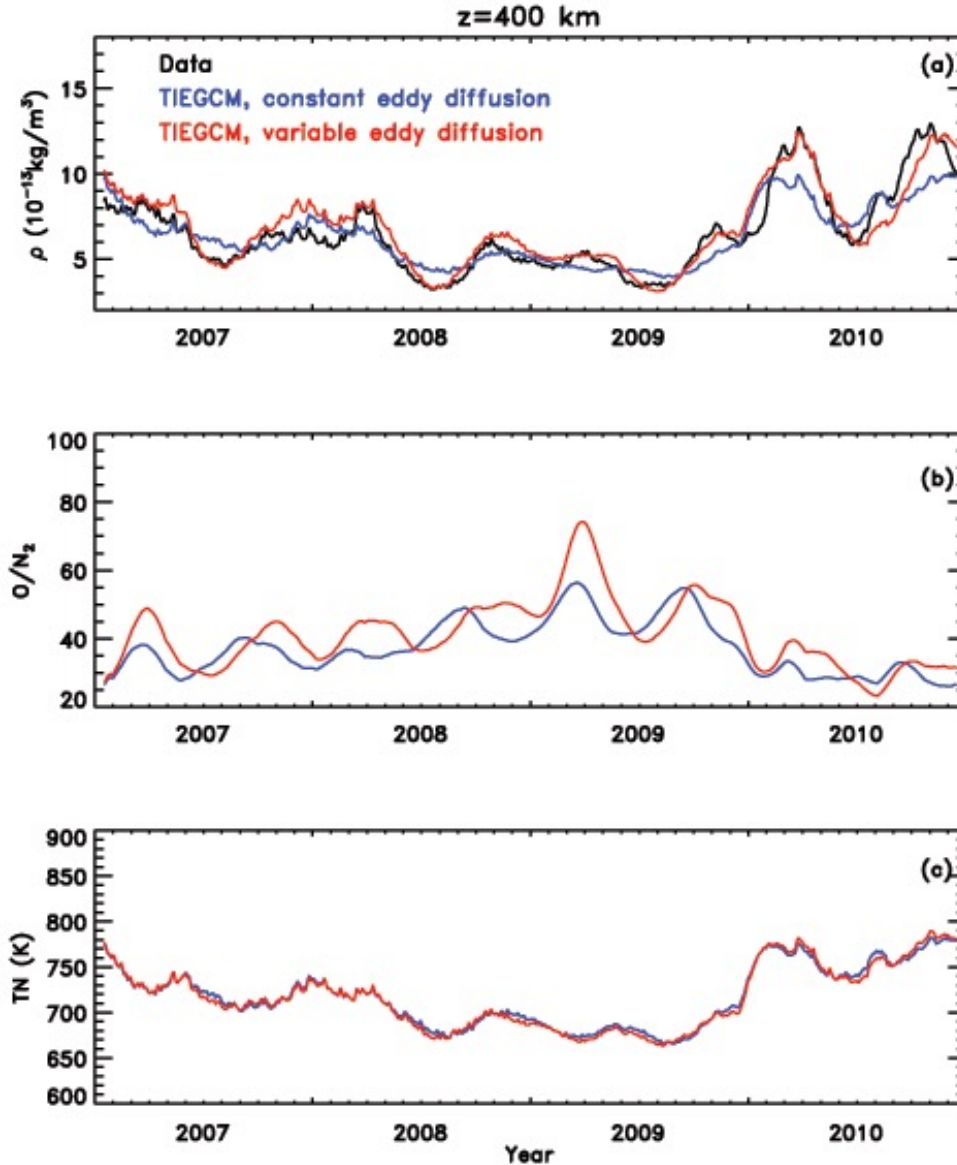 z=400 km
(a)
Data
TIEGCM, constant eddy diffusion
TIEGCM, variable eddy diffusion
ρ (10⁻¹³kg/m³)
15
10
5
2007 2008 2009 2010
(b)
O/N₂
100
80
60
40
20
2007 2008 2009 2010
(c)
TN (K)
900
850
800
750
700
650
600
2007 2008 2009 2010
Year